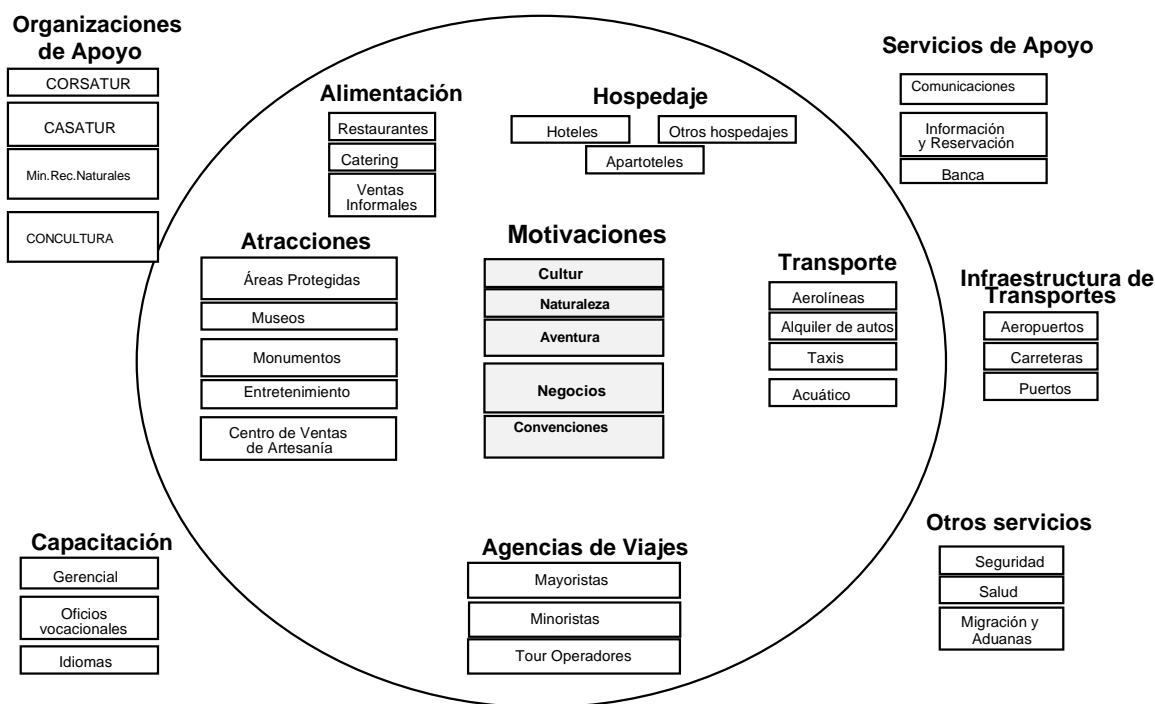 Organizaciones
de Apoyo
CORSATUR
CASATUR
Min.Rec.Naturales
CONCULTURA
Alimentación
Restaurantes
Catering
Ventas
Informales
Hospedaje
Hoteles
Otros hospedajes
Apartoteles
Servicios de Apoyo
Comunicaciones
Información
y Reservación
Banca
Atracciones
Áreas Protegidas
Museos
Monumentos
Entretenimiento
Centro de Ventas
de Artesanía
Motivaciones
Cultur
Naturaleza
Aventura
Negocios
Convenciones
Transporte
Aerolíneas
Alquiler de autos
Taxis
Acuático
Infraestructura de
Transportes
Aeropuertos
Carreteras
Puertos
Capacitación
Gerencial
Oficios
vocacionales
Idiomas
Agencias de Viajes
Mayoristas
Minoristas
Tour Operadores
Otros servicios
Seguridad
Salud
Migración y
Aduanas